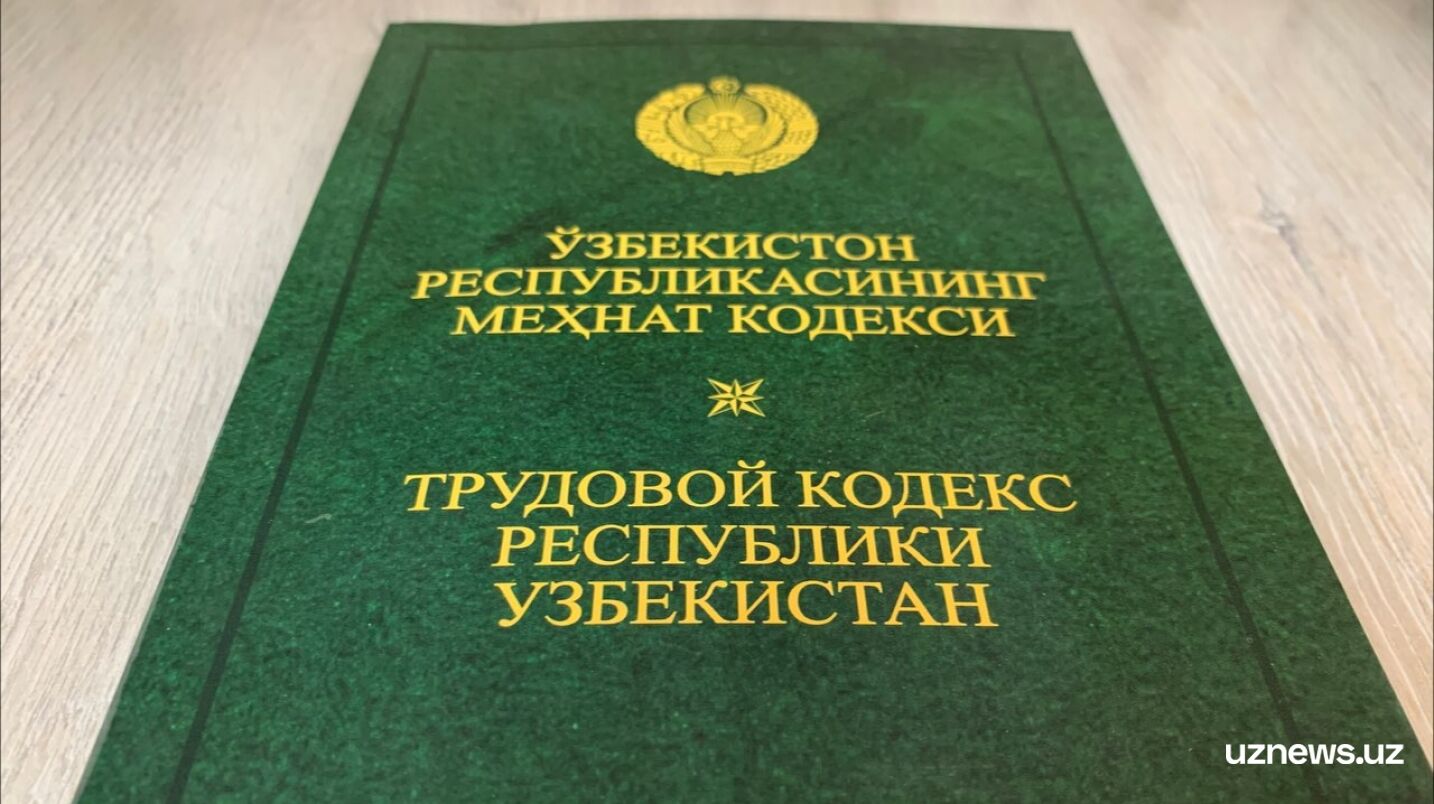 ЎЗБЕКИСТОН
РЕСПУБЛИКАСИНИНГ
МЕҲНАТ КОДЕКСИ
ТРУДОВОЙ КОДЕКС
РЕСПУБЛИКИ
УЗБЕКИСТАН
uznews.uz